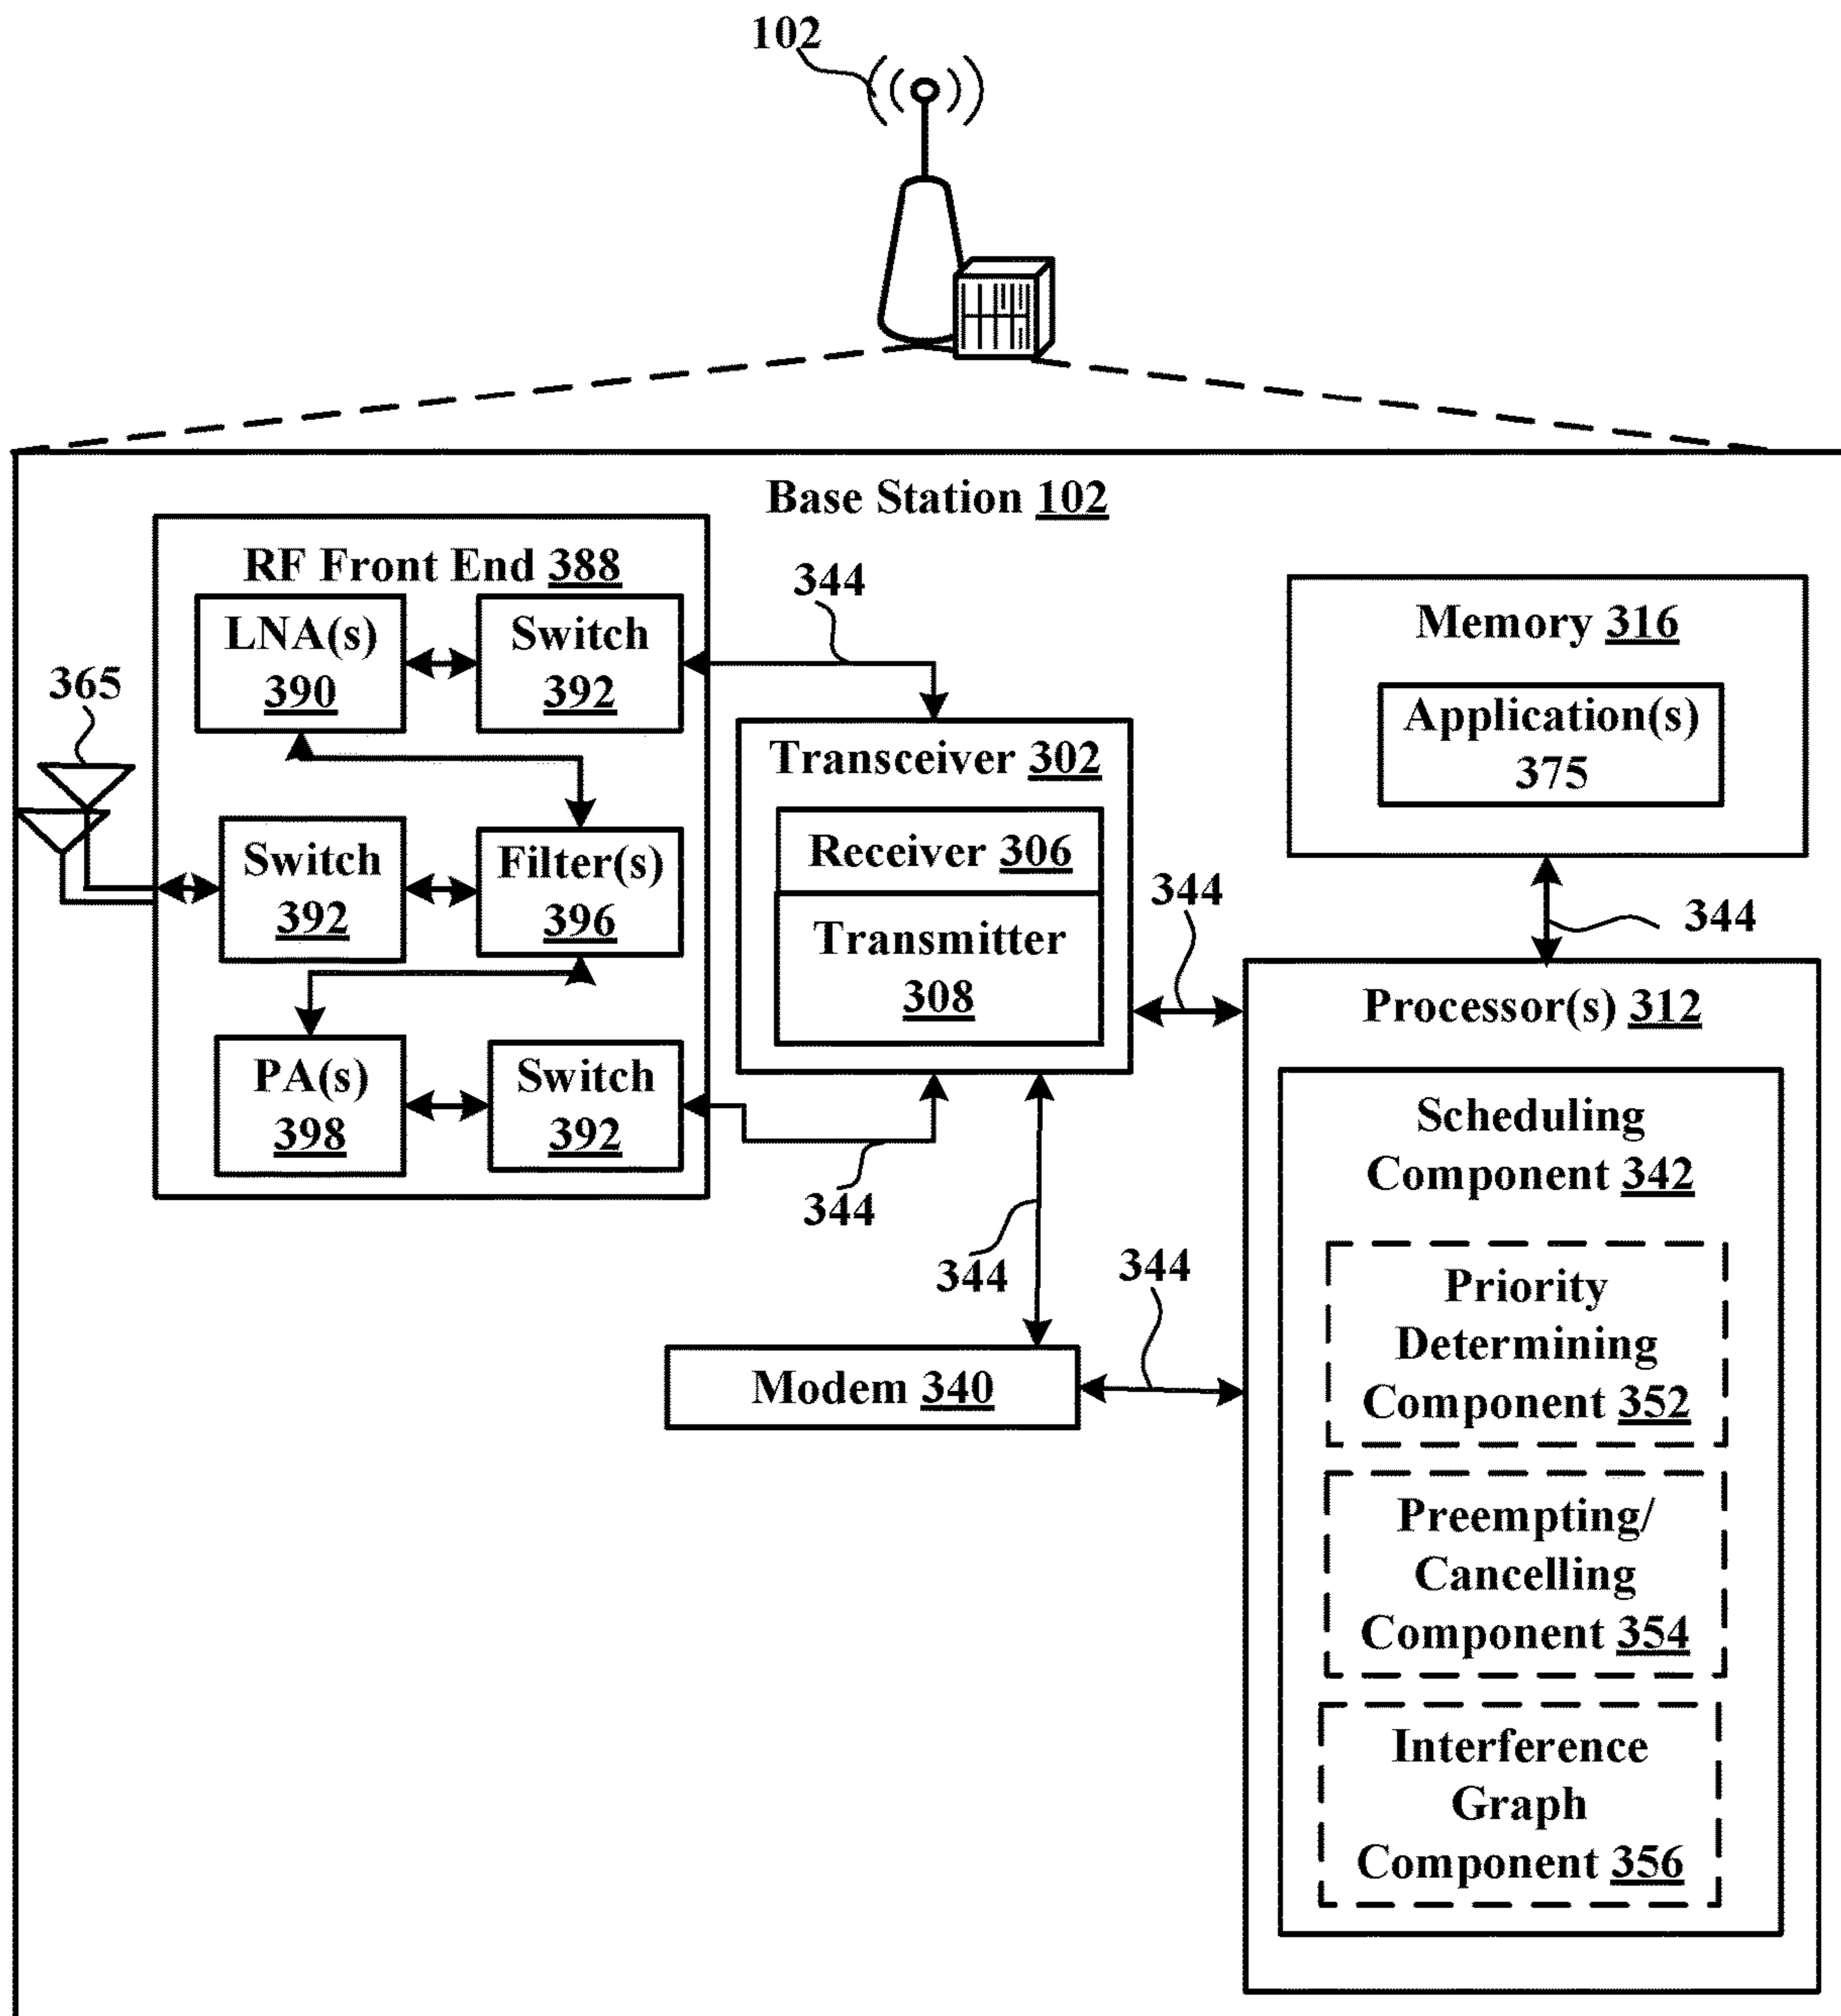 102
Base Station 102
RF Front End 388
LNA(s)
390
Switch
392
344
365
Switch
392
Filter(s)
396
PA(s)
398
Switch
392
344
Transceiver 302
Receiver 306
Transmitter
308
344
344
Modem 340
344
Memory 316
Application(s)
375
344
Processor(s) 312
Scheduling
Component 342
Priority
Determining
Component 352
Preempting/
Cancelling
Component 354
Interference
Graph
Component 356